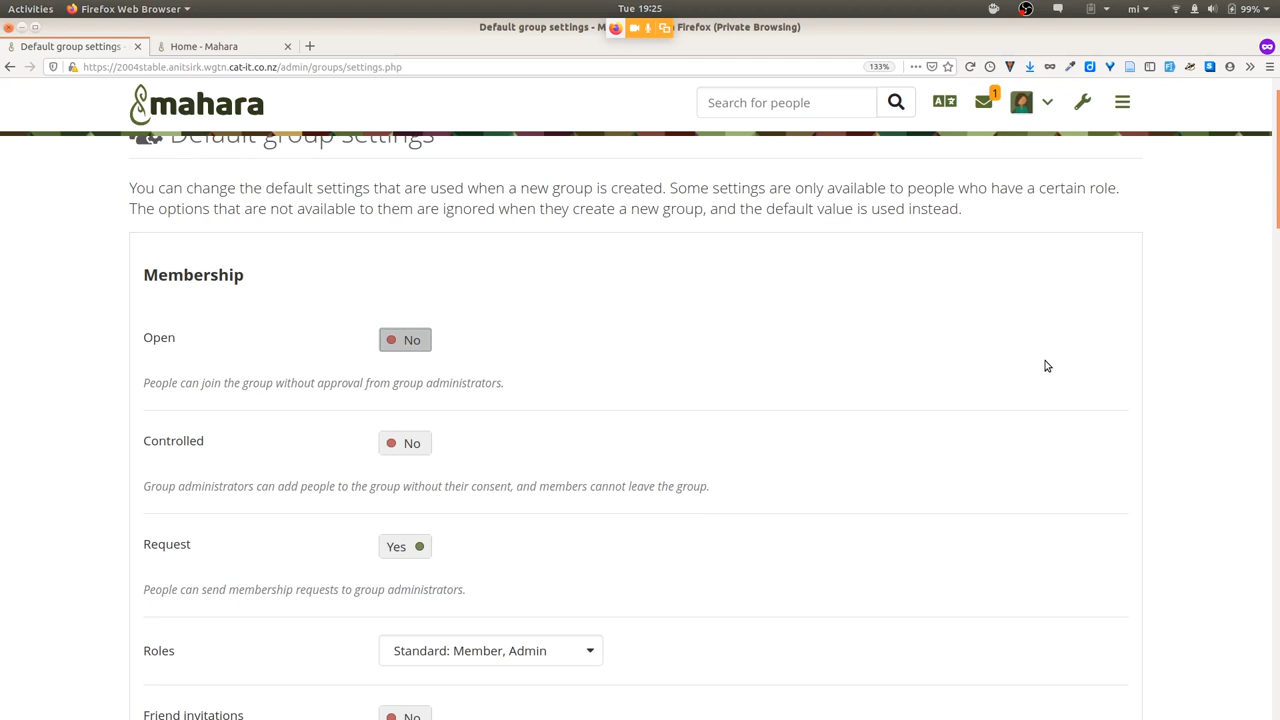 Activities
Firefox Web Browser
Tue 19:25
mi
99%
Default group settings - M Firefox (Private Browsing)
Default group settings -
Home - Mahara
https://2004stable.anitsirk.wgtn.cat-it.co.nz/admin/groups/settings.php
133%
mahara
Search for people
1
Default group settings
You can change the default settings that are used when a new group is created. Some settings are only available to people who have a certain role.
The options that are not available to them are ignored when they create a new group, and the default value is used instead.
Membership
Open
No
People can join the group without approval from group administrators.
Controlled
No
Group administrators can add people to the group without their consent, and members cannot leave the group.
Request
Yes
People can send membership requests to group administrators.
Roles
Standard: Member, Admin
Friend invitations
No